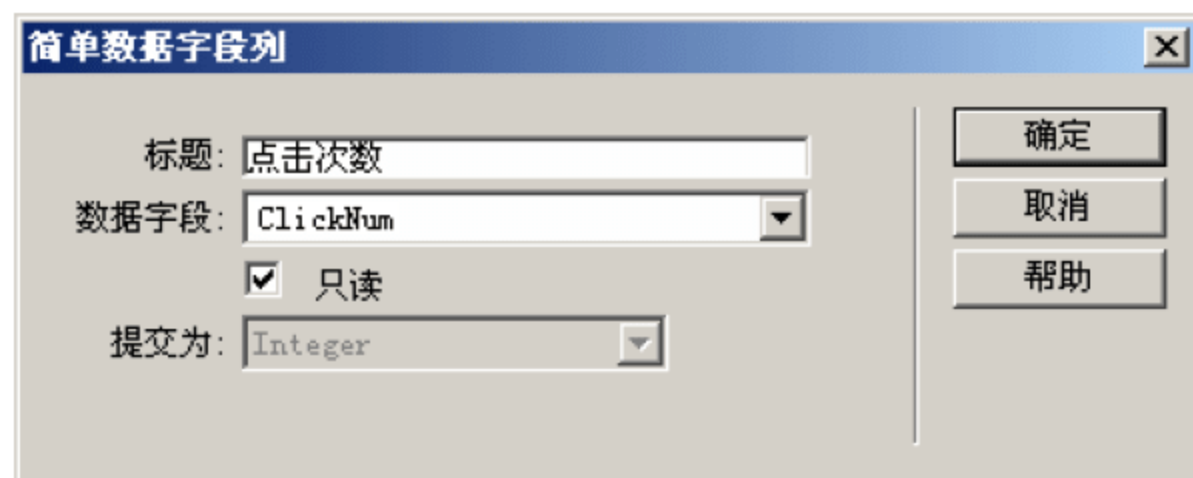 简单数据字段列
标题: 点击次数
数据字段: ClickNum
只读
提交为: Integer
确定
取消
帮助